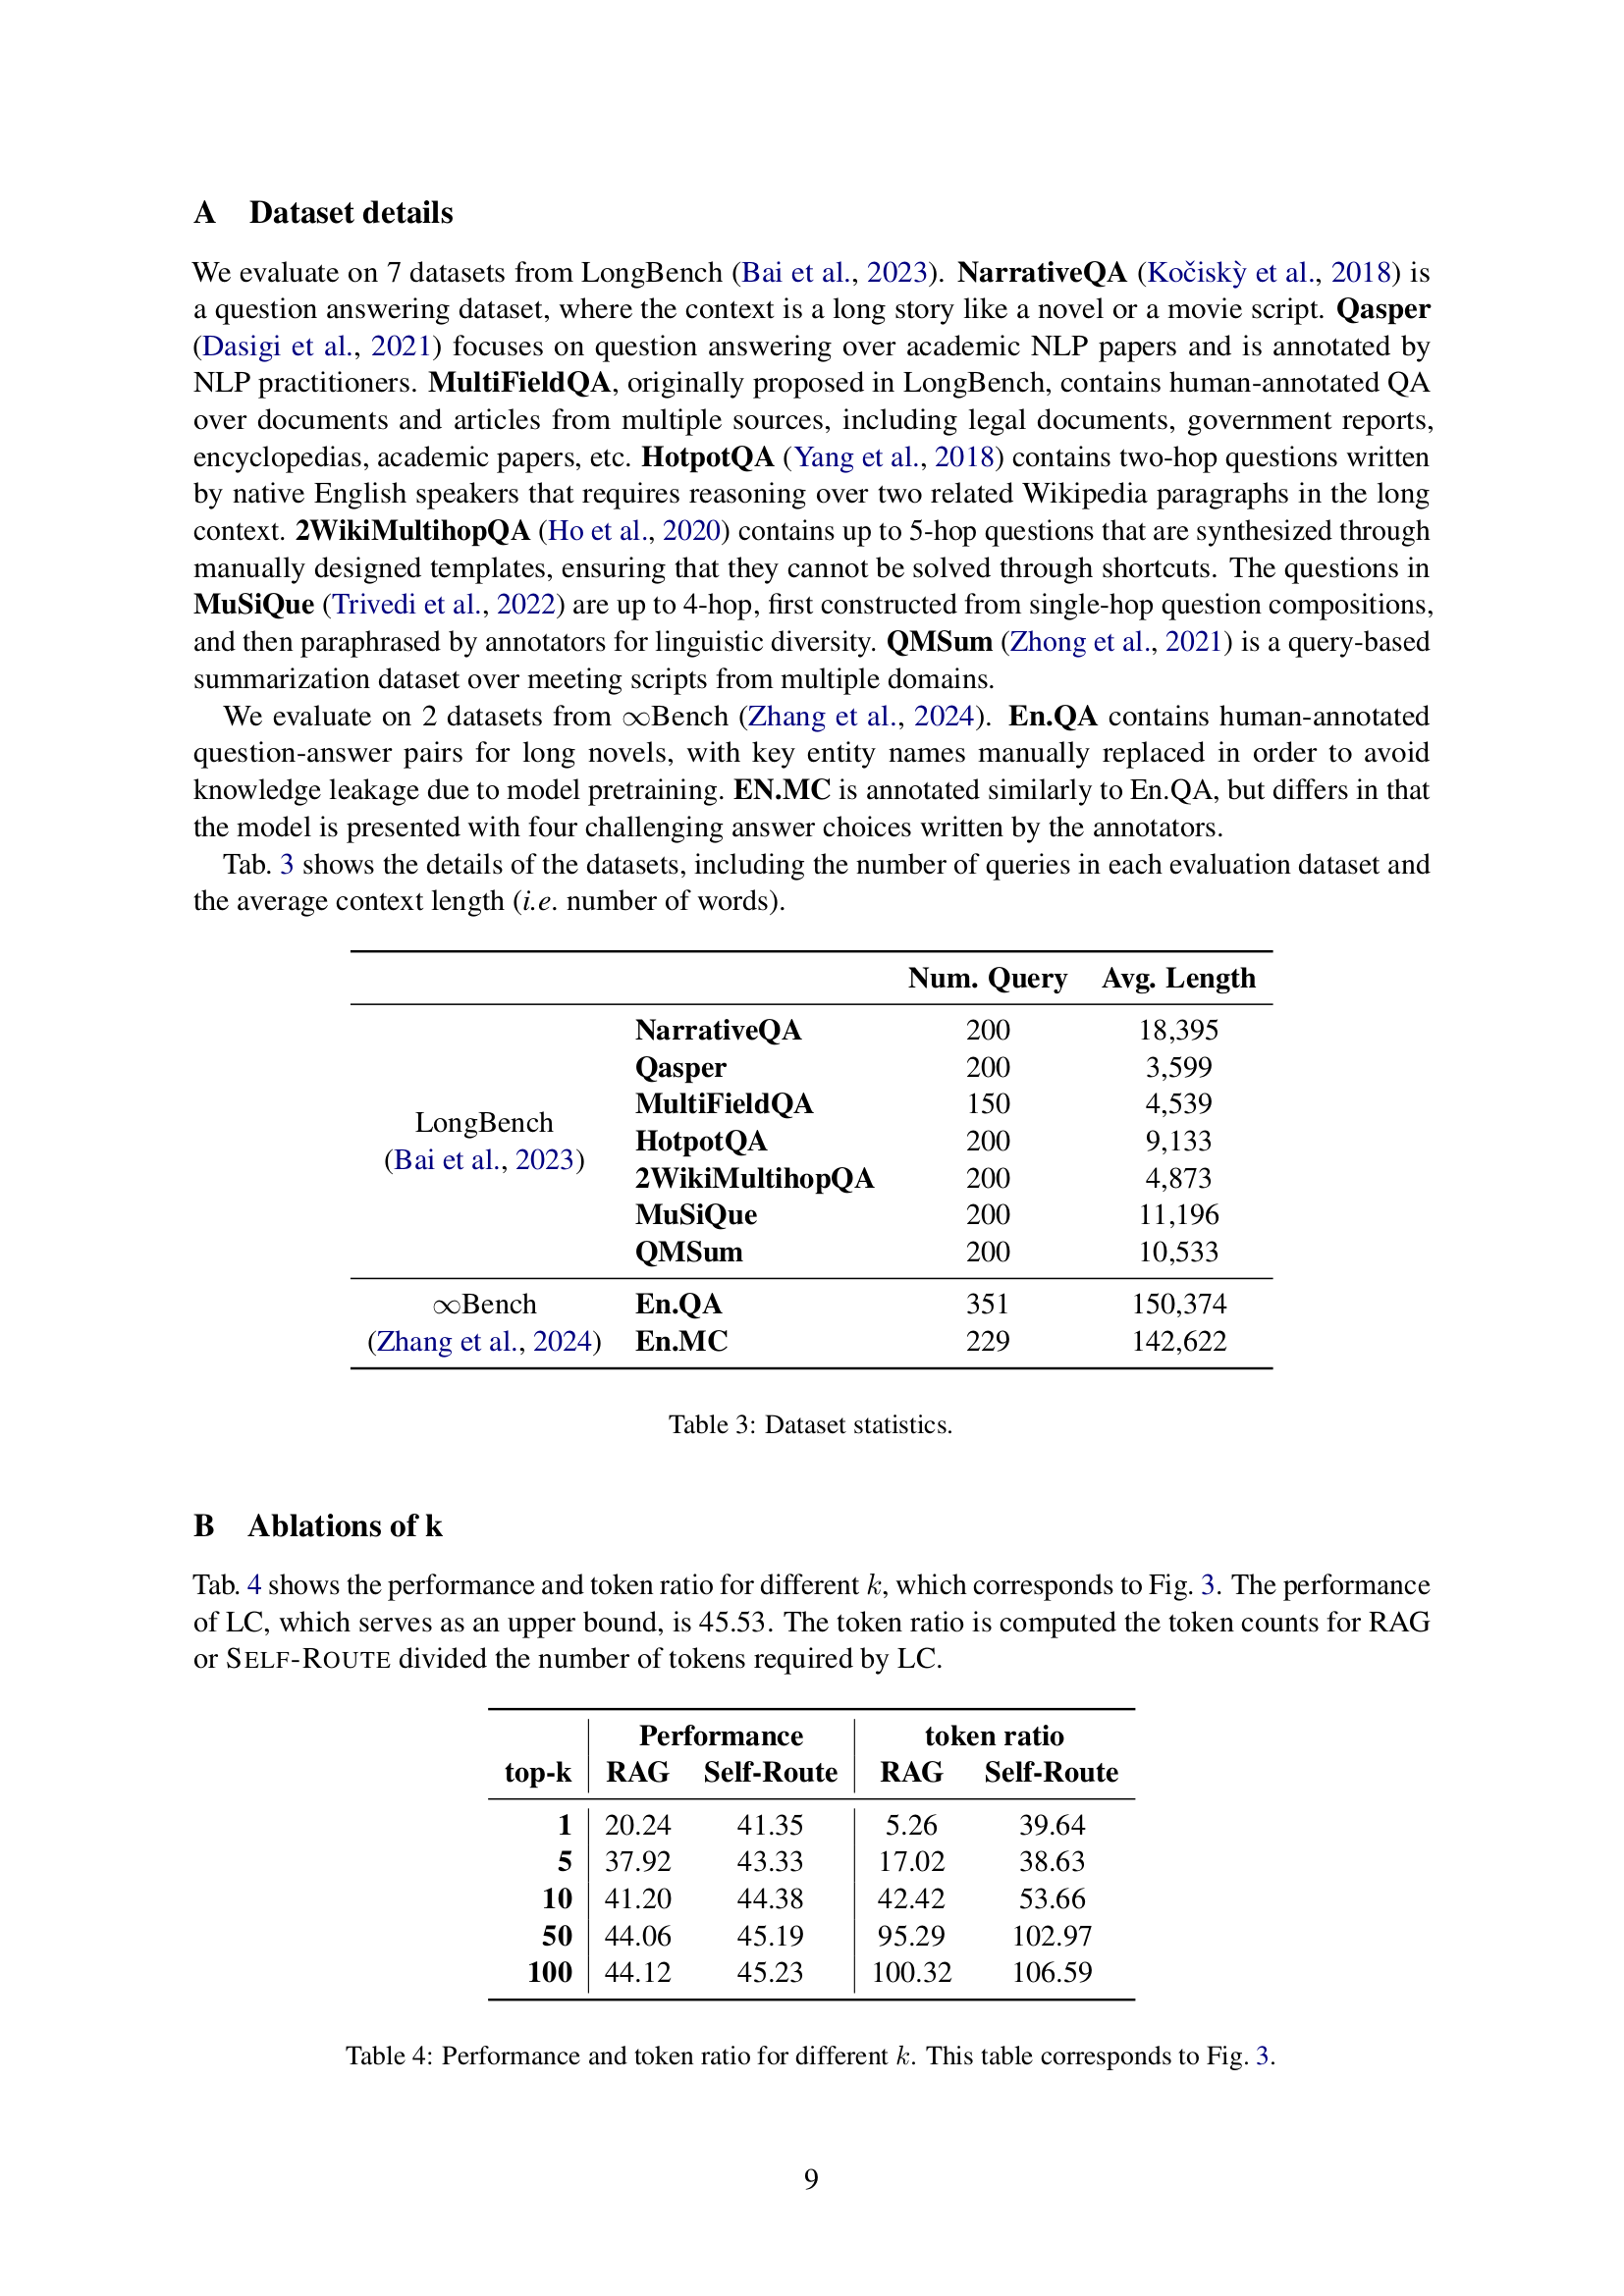 A Dataset details
We evaluate on 7 datasets from LongBench (Bai et al., 2023). NarrativeQA (Kočiskỳ et al., 2018) is
a question answering dataset, where the context is a long story like a novel or a movie script. Qasper
(Dasigi et al., 2021) focuses on question answering over academic NLP papers and is annotated by
NLP practitioners. MultiFieldQA, originally proposed in LongBench, contains human-annotated QA
over documents and articles from multiple sources, including legal documents, government reports,
encyclopedias, academic papers, etc. HotpotQA (Yang et al., 2018) contains two-hop questions written
by native English speakers that requires reasoning over two related Wikipedia paragraphs in the long
context. 2WikiMultihopQA (Ho et al., 2020) contains up to 5-hop questions that are synthesized through
manually designed templates, ensuring that they cannot be solved through shortcuts. The questions in
MuSiQue (Trivedi et al., 2022) are up to 4-hop, first constructed from single-hop question compositions,
and then paraphrased by annotators for linguistic diversity. QMSum (Zhong et al., 2021) is a query-based
summarization dataset over meeting scripts from multiple domains.
We evaluate on 2 datasets from ∞Bench (Zhang et al., 2024). En.QA contains human-annotated
question-answer pairs for long novels, with key entity names manually replaced in order to avoid
knowledge leakage due to model pretraining. EN.MC is annotated similarly to En.QA, but differs in that
the model is presented with four challenging answer choices written by the annotators.
Tab. 3 shows the details of the datasets, including the number of queries in each evaluation dataset and
the average context length (i.e. number of words).
Num. Query Avg. Length
LongBench
(Bai et al., 2023)
NarrativeQA 200 18,395
Qasper 200 3,599
MultiFieldQA 150 4,539
HotpotQA 200 9,133
2WikiMultihopQA 200 4,873
MuSiQue 200 11,196
QMSum 200 10,533
∞Bench En.QA 351 150,374
(Zhang et al., 2024) En.MC 229 142,622
Table 3: Dataset statistics.
B Ablations of k
Tab. 4 shows the performance and token ratio for different k, which corresponds to Fig. 3. The performance
of LC, which serves as an upper bound, is 45.53. The token ratio is computed the token counts for RAG
or SELF-ROUTE divided the number of tokens required by LC.
Performance token ratio
top-k RAG Self-Route RAG Self-Route
1 20.24 41.35 5.26 39.64
5 37.92 43.33 17.02 38.63
10 41.20 44.38 42.42 53.66
50 44.06 45.19 95.29 102.97
100 44.12 45.23 100.32 106.59
Table 4: Performance and token ratio for different k. This table corresponds to Fig. 3.
9